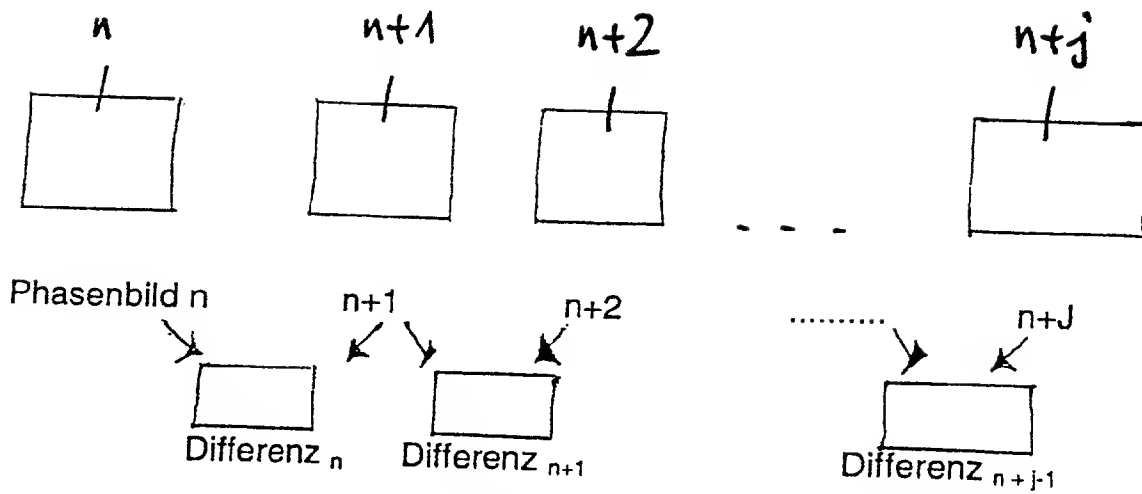 n n+1 n+2 n+j
- - -
Phasenbild n n+1 n+2 .......... n+J
Differenz n Differenz n+1 Differenz n + j-1